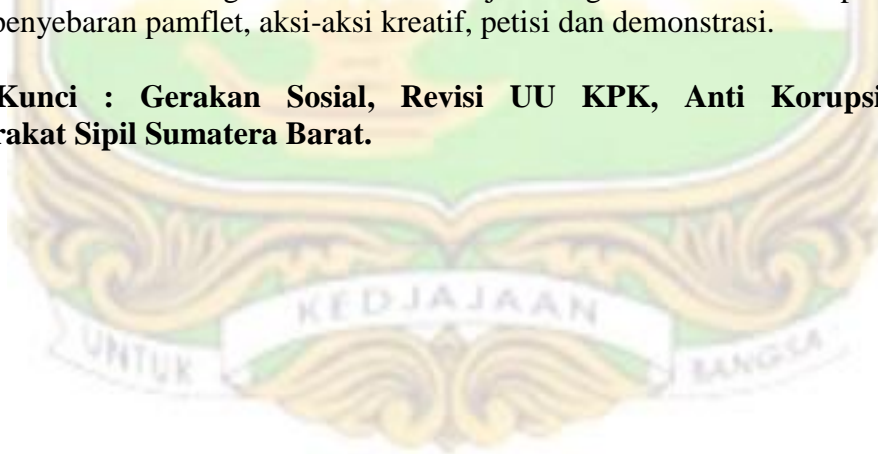 penyebaran pamflet, aksi-aksi kreatif, petisi dan demonstrasi.
Kunci : Gerakan Sosial, Revisi UU KPK, Anti Korupsi
rakat Sipil Sumatera Barat.
KEDJAJAAN
UNTUK BANGSA